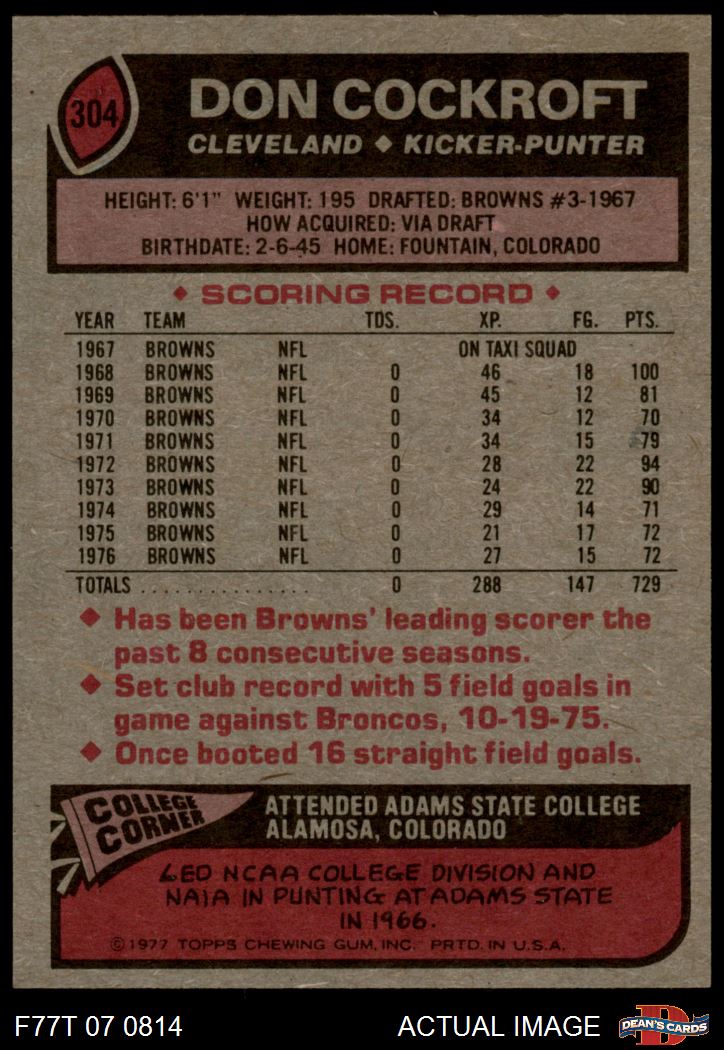 304
DON COCKROFT
CLEVELAND ◆ KICKER-PUNTER
HEIGHT: 6'1" WEIGHT: 195 DRAFTED: BROWNS #3-1967
HOW ACQUIRED: VIA DRAFT
BIRTHDATE: 2-6-45 HOME: FOUNTAIN, COLORADO
◆ SCORING RECORD ◆
YEAR TEAM TDS. XP. FG. PTS.
1967 BROWNS NFL ON TAXI SQUAD
1968 BROWNS NFL 0 46 18 100
1969 BROWNS NFL 0 45 12 81
1970 BROWNS NFL 0 34 12 70
1971 BROWNS NFL 0 34 15 79
1972 BROWNS NFL 0 28 22 94
1973 BROWNS NFL 0 24 22 90
1974 BROWNS NFL 0 29 14 71
1975 BROWNS NFL 0 21 17 72
1976 BROWNS NFL 0 27 15 72
TOTALS ............... 0 288 147 729
◆ Has been Browns' leading scorer the
past 8 consecutive seasons.
◆ Set club record with 5 field goals in
game against Broncos, 10-19-75.
◆ Once booted 16 straight field goals.
COLLEGE
CORNER
ATTENDED ADAMS STATE COLLEGE
ALAMOSA, COLORADO
LED NCAA COLLEGE DIVISION AND
NAIA IN PUNTING AT ADAMS STATE
IN 1966.
©1977 TOPPS CHEWING GUM, INC. PRTD. IN U.S.A.
F77T 07 0814 ACTUAL IMAGE
D
DEAN'S CARDS